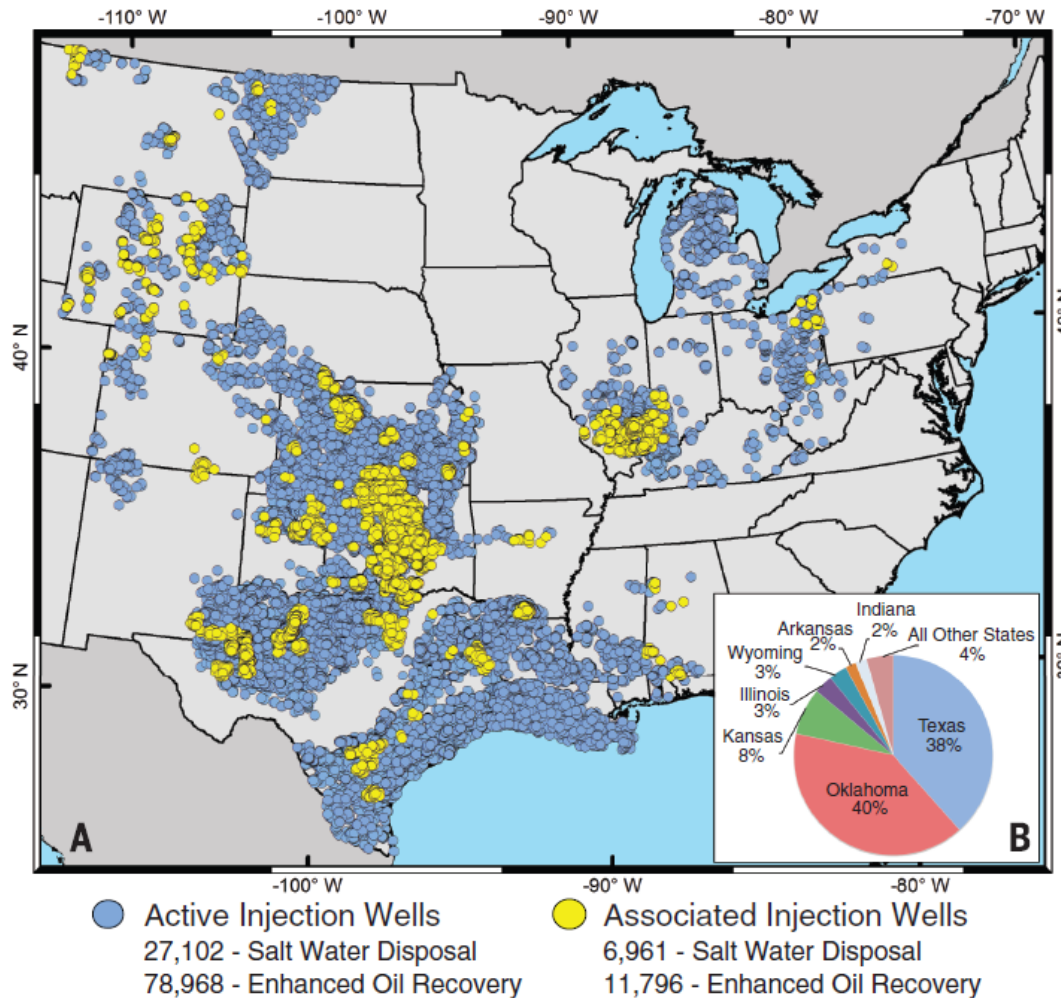 -110° W
-100° W
-90° W
-80° W
-70° W
40° N
30° N
A
Indiana
2%
Arkansas
2%
All Other States
4%
Wyoming
3%
Illinois
3%
Kansas
8%
Texas
38%
Oklahoma
40%
B
-100° W
-90° W
-80° W
Active Injection Wells
27,102 - Salt Water Disposal
78,968 - Enhanced Oil Recovery
Associated Injection Wells
6,961 - Salt Water Disposal
11,796 - Enhanced Oil Recovery